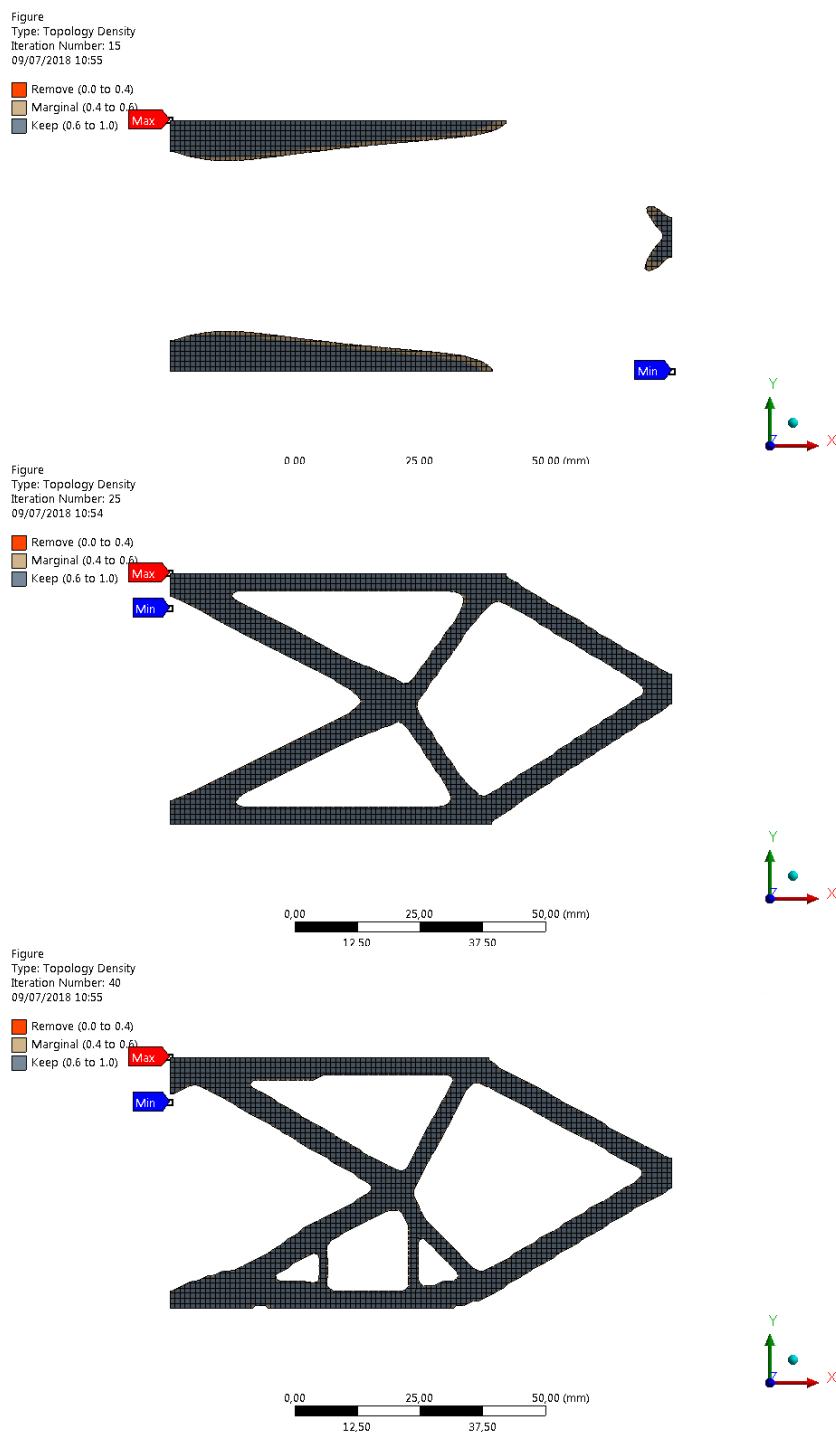 Figure
Type: Topology Density
Iteration Number: 15
09/07/2018 10:55
Remove (0.0 to 0.4)
Marginal (0.4 to 0.6)
Keep (0.6 to 1.0)
Max
Min
Y
Z
X
0.00 25.00 50.00 (mm)
Figure
Type: Topology Density
Iteration Number: 25
09/07/2018 10:54
Remove (0.0 to 0.4)
Marginal (0.4 to 0.6)
Keep (0.6 to 1.0)
Max
Min
Y
Z
X
0,00 25,00 50,00 (mm)
12,50 37,50
Figure
Type: Topology Density
Iteration Number: 40
09/07/2018 10:55
Remove (0.0 to 0.4)
Marginal (0.4 to 0.6)
Keep (0.6 to 1.0)
Max
Min
Y
Z
X
0,00 25,00 50,00 (mm)
12,50 37,50